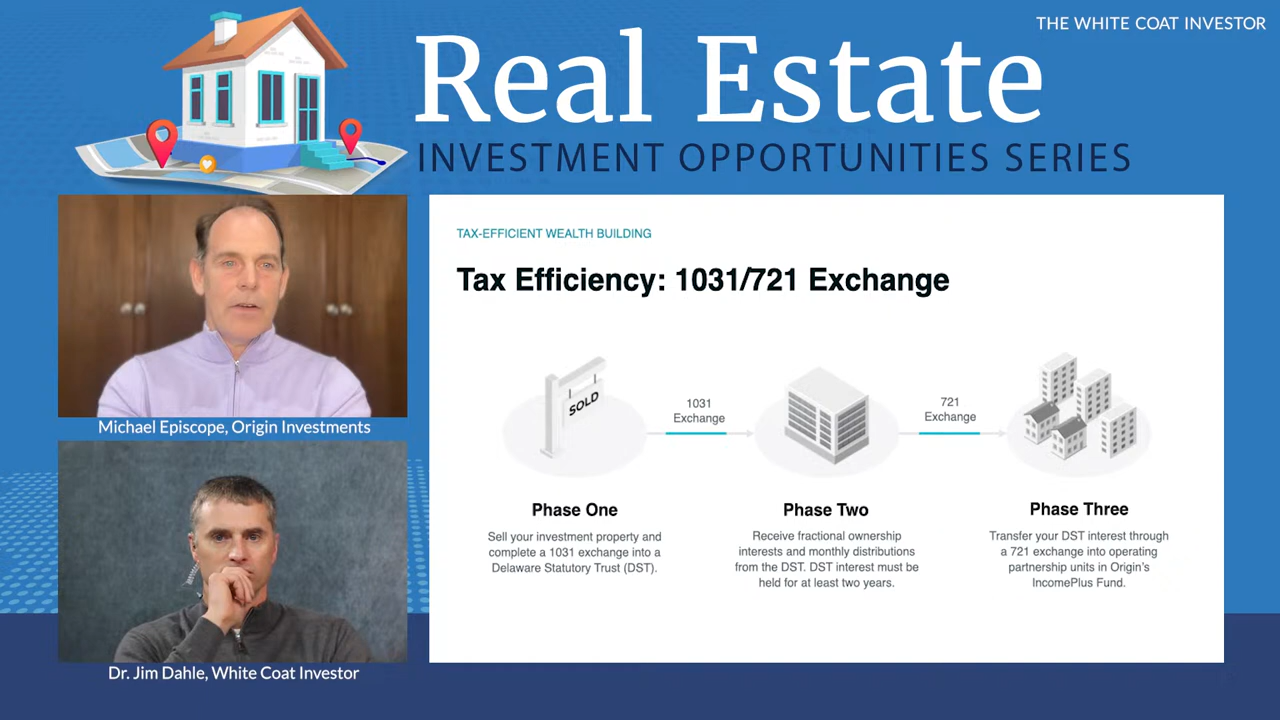 THE WHITE COAT INVESTOR
Real Estate
INVESTMENT OPPORTUNITIES SERIES
TAX-EFFICIENT WEALTH BUILDING
Tax Efficiency: 1031/721 Exchange
SOLD
1031
Exchange
721
Exchange
Phase One
Sell your investment property and
complete a 1031 exchange into a
Delaware Statutory Trust (DST).
Phase Two
Receive fractional ownership
interests and monthly distributions
from the DST. DST interest must be
held for at least two years.
Phase Three
Transfer your DST interest through
a 721 exchange into operating
partnership units in Origin's
IncomePlus Fund.
Michael Episcope, Origin Investments
Dr. Jim Dahle, White Coat Investor